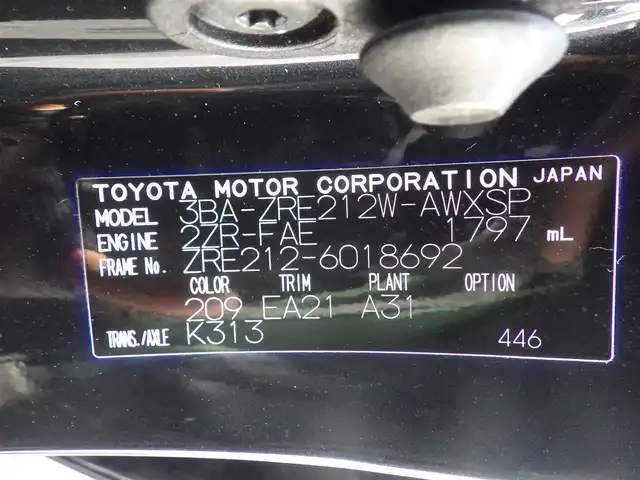 TOYOTA MOTOR CORPORATION JAPAN
MODEL 3BA-ZRE212W-AWXSP
ENGINE 2ZR-FAE 1797 mL
FRAME No. ZRE212-6018692
COLOR TRIM PLANT OPTION
209 EA21 A31
TRANS./AXLE K313 446